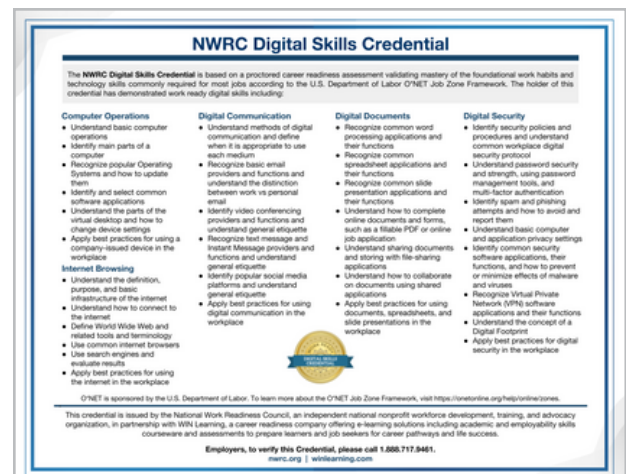 NWRC Digital Skills Credential
The NWRC Digital Skills Credential is based on a proctored career readiness assessment validating mastery of the foundational work habits and
technology skills commonly required for most jobs according to the U.S. Department of Labor O*NET Job Zone Framework. The holder of this
credential has demonstrated work ready digital skills including:
Computer Operations
● Understand basic computer
operations
● Identify main parts of a
computer
● Recognize popular Operating
Systems and how to update
them
● Identify and select common
software applications
● Understand the parts of the
virtual desktop and how to
change device settings
● Apply best practices for using a
company-issued device in the
workplace
Internet Browsing
● Understand the definition,
purpose, and basic
infrastructure of the internet
● Understand how to connect to
the internet
● Define World Wide Web and
related tools and terminology
● Use common internet browsers
● Use search engines and
evaluate results
● Apply best practices for using
the internet in the workplace
Digital Communication
● Understand methods of digital
communication and define
when it is appropriate to use
each medium
● Recognize basic email
providers and functions and
understand the distinction
between work vs personal
email
● Identify video conferencing
providers and functions and
understand general etiquette
● Recognize text message and
Instant Message providers and
functions and understand
general etiquette
● Identify popular social media
platforms and understand
general etiquette
● Apply best practices for using
digital communication in the
workplace
Digital Documents
● Recognize common word
processing applications and
their functions
● Recognize common
spreadsheet applications and
their functions
● Recognize common slide
presentation applications and
their functions
● Understand how to complete
online documents and forms,
such as a fillable PDF or online
job application
● Understand sharing documents
and storing with file-sharing
applications
● Understand how to collaborate
on documents using shared
applications
● Apply best practices for using
documents, spreadsheets, and
slide presentations in the
workplace
Digital Security
● Identify security policies and
procedures and understand
common workplace digital
security protocol
● Understand password security
and strength, using password
management tools, and
multi-factor authentication
● Identify spam and phishing
attempts and how to avoid and
report them
● Understand basic computer
and application privacy settings
● Identify common security
software applications, their
functions, and how to prevent
or minimize effects of malware
and viruses
● Recognize Virtual Private
Network (VPN) software
applications and their functions
● Understand the concept of a
Digital Footprint
● Apply best practices for digital
security in the workplace
DIGITAL SKILLS
CREDENTIAL
O*NET is sponsored by the U.S. Department of Labor. To learn more about the O*NET Job Zone Framework, visit https://onetonline.org/help/online/zones.
This credential is issued by the National Work Readiness Council, an independent national nonprofit workforce development, training, and advocacy
organization, in partnership with WIN Learning, a career readiness company offering e-learning solutions including academic and employability skills
courseware and assessments to prepare learners and job seekers for career pathways and life success.
Employers, to verify this Credential, please call 1.888.717.9461.
nwrc.org | winlearning.com